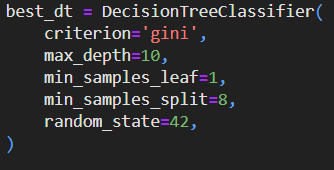 best_dt = DecisionTreeClassifier(
    criterion='gini',
    max_depth=10,
    min_samples_leaf=1,
    min_samples_split=8,
    random_state=42,
)